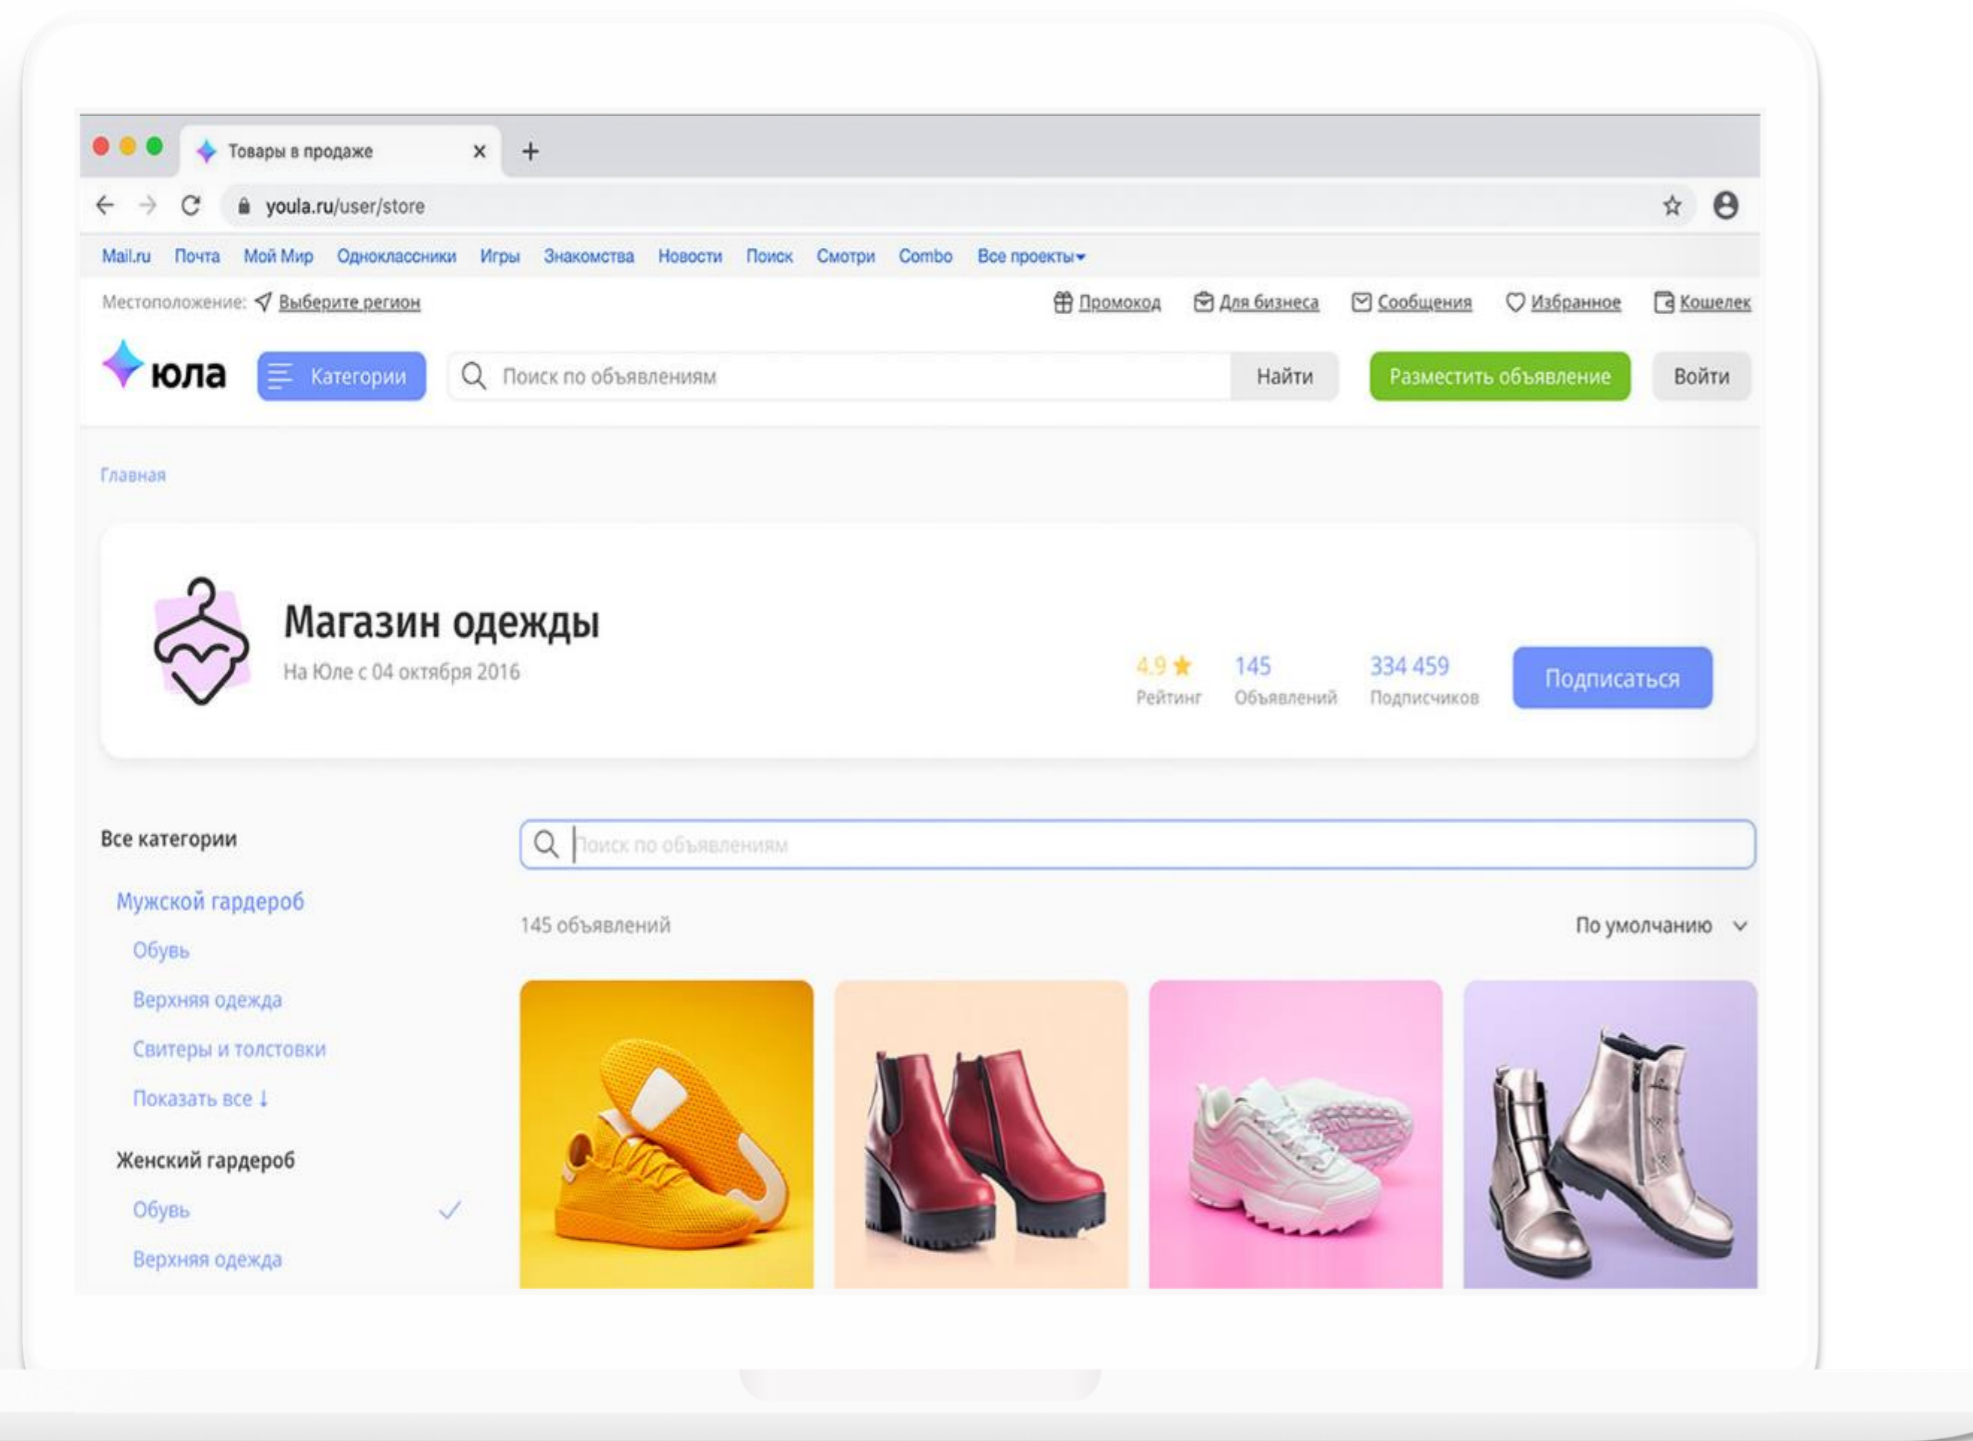 Товары в продаже
youla.ru/user/store
Mail.ru Почта Мой Мир Одноклассники Игры Знакомства Новости Поиск Смотри Combo Все проекты
Местоположение: Выберите регион Промокод Для бизнеса Сообщения Избранное Кошелек
юла Категории Поиск по объявлениям Найти Разместить объявление Войти
Главная
Магазин одежды
На Юле с 04 октября 2016
4.9 145 334 459 Подписаться
Рейтинг Объявлений Подписчиков
Все категории
Поиск по объявлениям
Мужской гардероб
145 объявлений По умолчанию
Обувь
Верхняя одежда
Свитеры и толстовки
Показать все ↓
Женский гардероб
Обувь
Верхняя одежда